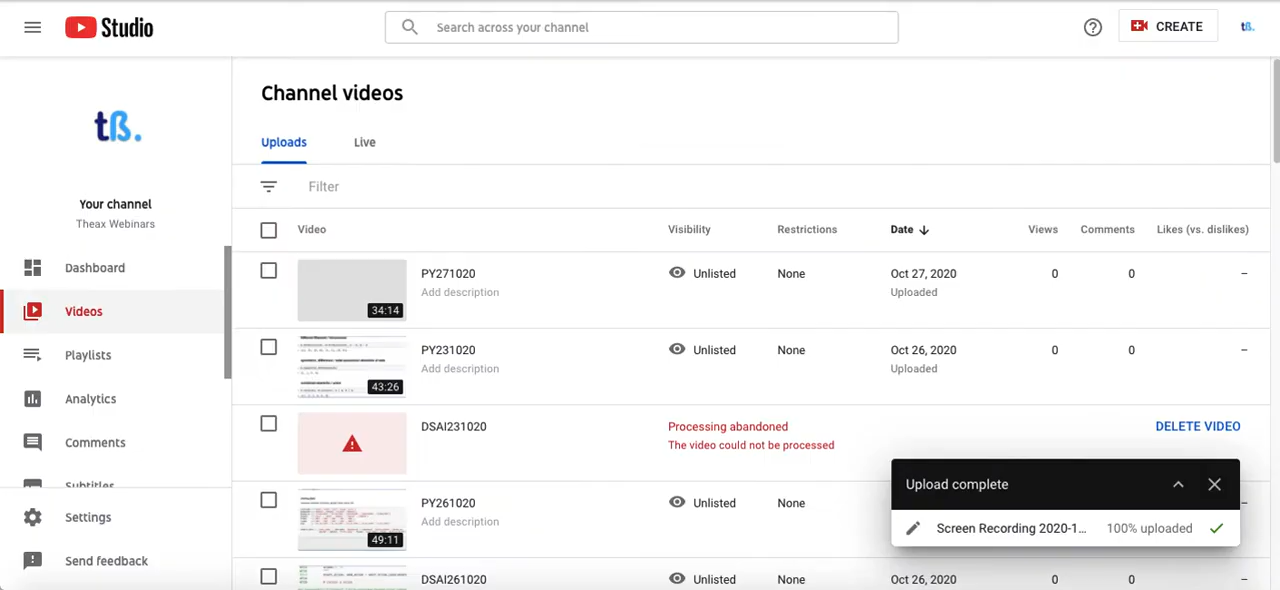 Studio
Search across your channel
CREATE
tß.
tß.
Your channel
Theax Webinars
Dashboard
Videos
Playlists
Analytics
Comments
Subtitles
Settings
Send feedback
Channel videos
Uploads Live
Filter
Video Visibility Restrictions Date Views Comments Likes (vs. dislikes)
34:14 PY271020 Unlisted None Oct 27, 2020 0 0 –
Add description Uploaded
43:26 PY231020 Unlisted None Oct 26, 2020 0 0 –
Add description Uploaded
DSAI231020 Processing abandoned DELETE VIDEO
The video could not be processed
49:11 PY261020 Unlisted None
Add description
DSAI261020 Unlisted None Oct 26, 2020 0 0 –
Upload complete
Screen Recording 2020-1... 100% uploaded